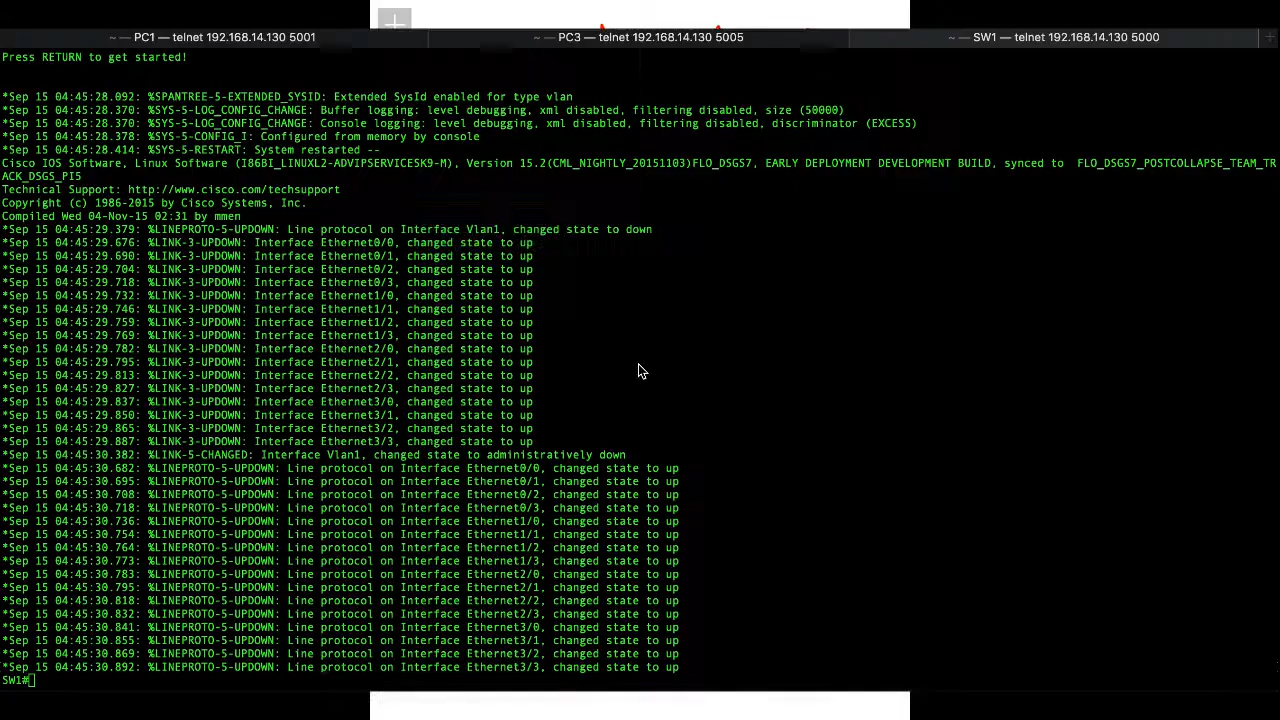 ~ — PC1 — telnet 192.168.14.130 5001
~ — PC3 — telnet 192.168.14.130 5005
~ — SW1 — telnet 192.168.14.130 5000
Press RETURN to get started!
*Sep 15 04:45:28.092: %SPANTREE-5-EXTENDED_SYSID: Extended SysId enabled for type vlan
*Sep 15 04:45:28.370: %SYS-5-LOG_CONFIG_CHANGE: Buffer logging: level debugging, xml disabled, filtering disabled, size (50000)
*Sep 15 04:45:28.370: %SYS-5-LOG_CONFIG_CHANGE: Console logging: level debugging, xml disabled, filtering disabled, discriminator (EXCESS)
*Sep 15 04:45:28.378: %SYS-5-CONFIG_I: Configured from memory by console
*Sep 15 04:45:28.414: %SYS-5-RESTART: System restarted --
Cisco IOS Software, Linux Software (I86BI_LINUXL2-ADVIPSERVICESK9-M), Version 15.2(CML_NIGHTLY_20151103)FLO_DSGS7, EARLY DEPLOYMENT DEVELOPMENT BUILD, synced to  FLO_DSGS7_POSTCOLLAPSE_TEAM_TR
ACK_DSGS_PI5
Technical Support: http://www.cisco.com/techsupport
Copyright (c) 1986-2015 by Cisco Systems, Inc.
Compiled Wed 04-Nov-15 02:31 by mmen
*Sep 15 04:45:29.379: %LINEPROTO-5-UPDOWN: Line protocol on Interface Vlan1, changed state to down
*Sep 15 04:45:29.676: %LINK-3-UPDOWN: Interface Ethernet0/0, changed state to up
*Sep 15 04:45:29.690: %LINK-3-UPDOWN: Interface Ethernet0/1, changed state to up
*Sep 15 04:45:29.704: %LINK-3-UPDOWN: Interface Ethernet0/2, changed state to up
*Sep 15 04:45:29.718: %LINK-3-UPDOWN: Interface Ethernet0/3, changed state to up
*Sep 15 04:45:29.732: %LINK-3-UPDOWN: Interface Ethernet1/0, changed state to up
*Sep 15 04:45:29.746: %LINK-3-UPDOWN: Interface Ethernet1/1, changed state to up
*Sep 15 04:45:29.759: %LINK-3-UPDOWN: Interface Ethernet1/2, changed state to up
*Sep 15 04:45:29.769: %LINK-3-UPDOWN: Interface Ethernet1/3, changed state to up
*Sep 15 04:45:29.782: %LINK-3-UPDOWN: Interface Ethernet2/0, changed state to up
*Sep 15 04:45:29.795: %LINK-3-UPDOWN: Interface Ethernet2/1, changed state to up
*Sep 15 04:45:29.813: %LINK-3-UPDOWN: Interface Ethernet2/2, changed state to up
*Sep 15 04:45:29.827: %LINK-3-UPDOWN: Interface Ethernet2/3, changed state to up
*Sep 15 04:45:29.837: %LINK-3-UPDOWN: Interface Ethernet3/0, changed state to up
*Sep 15 04:45:29.850: %LINK-3-UPDOWN: Interface Ethernet3/1, changed state to up
*Sep 15 04:45:29.865: %LINK-3-UPDOWN: Interface Ethernet3/2, changed state to up
*Sep 15 04:45:29.887: %LINK-3-UPDOWN: Interface Ethernet3/3, changed state to up
*Sep 15 04:45:30.382: %LINK-5-CHANGED: Interface Vlan1, changed state to administratively down
*Sep 15 04:45:30.682: %LINEPROTO-5-UPDOWN: Line protocol on Interface Ethernet0/0, changed state to up
*Sep 15 04:45:30.695: %LINEPROTO-5-UPDOWN: Line protocol on Interface Ethernet0/1, changed state to up
*Sep 15 04:45:30.708: %LINEPROTO-5-UPDOWN: Line protocol on Interface Ethernet0/2, changed state to up
*Sep 15 04:45:30.718: %LINEPROTO-5-UPDOWN: Line protocol on Interface Ethernet0/3, changed state to up
*Sep 15 04:45:30.736: %LINEPROTO-5-UPDOWN: Line protocol on Interface Ethernet1/0, changed state to up
*Sep 15 04:45:30.754: %LINEPROTO-5-UPDOWN: Line protocol on Interface Ethernet1/1, changed state to up
*Sep 15 04:45:30.764: %LINEPROTO-5-UPDOWN: Line protocol on Interface Ethernet1/2, changed state to up
*Sep 15 04:45:30.773: %LINEPROTO-5-UPDOWN: Line protocol on Interface Ethernet1/3, changed state to up
*Sep 15 04:45:30.783: %LINEPROTO-5-UPDOWN: Line protocol on Interface Ethernet2/0, changed state to up
*Sep 15 04:45:30.795: %LINEPROTO-5-UPDOWN: Line protocol on Interface Ethernet2/1, changed state to up
*Sep 15 04:45:30.818: %LINEPROTO-5-UPDOWN: Line protocol on Interface Ethernet2/2, changed state to up
*Sep 15 04:45:30.832: %LINEPROTO-5-UPDOWN: Line protocol on Interface Ethernet2/3, changed state to up
*Sep 15 04:45:30.841: %LINEPROTO-5-UPDOWN: Line protocol on Interface Ethernet3/0, changed state to up
*Sep 15 04:45:30.855: %LINEPROTO-5-UPDOWN: Line protocol on Interface Ethernet3/1, changed state to up
*Sep 15 04:45:30.869: %LINEPROTO-5-UPDOWN: Line protocol on Interface Ethernet3/2, changed state to up
*Sep 15 04:45:30.892: %LINEPROTO-5-UPDOWN: Line protocol on Interface Ethernet3/3, changed state to up
SW1#